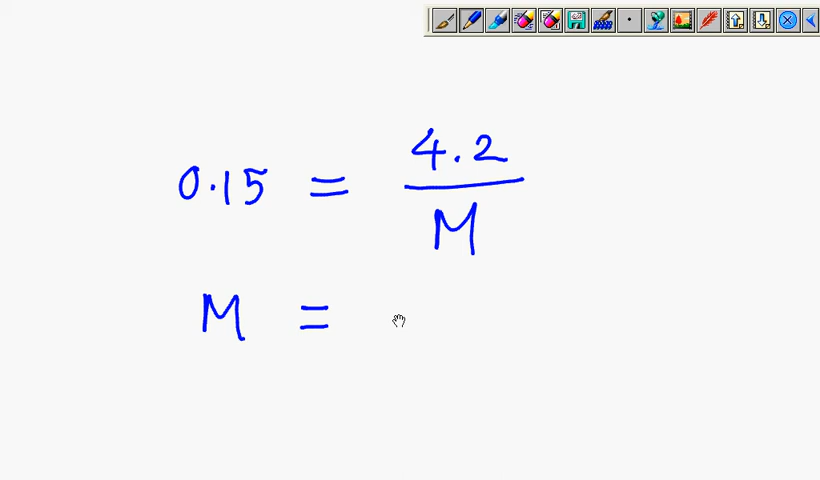 0.15 = 4.2 / M
M =